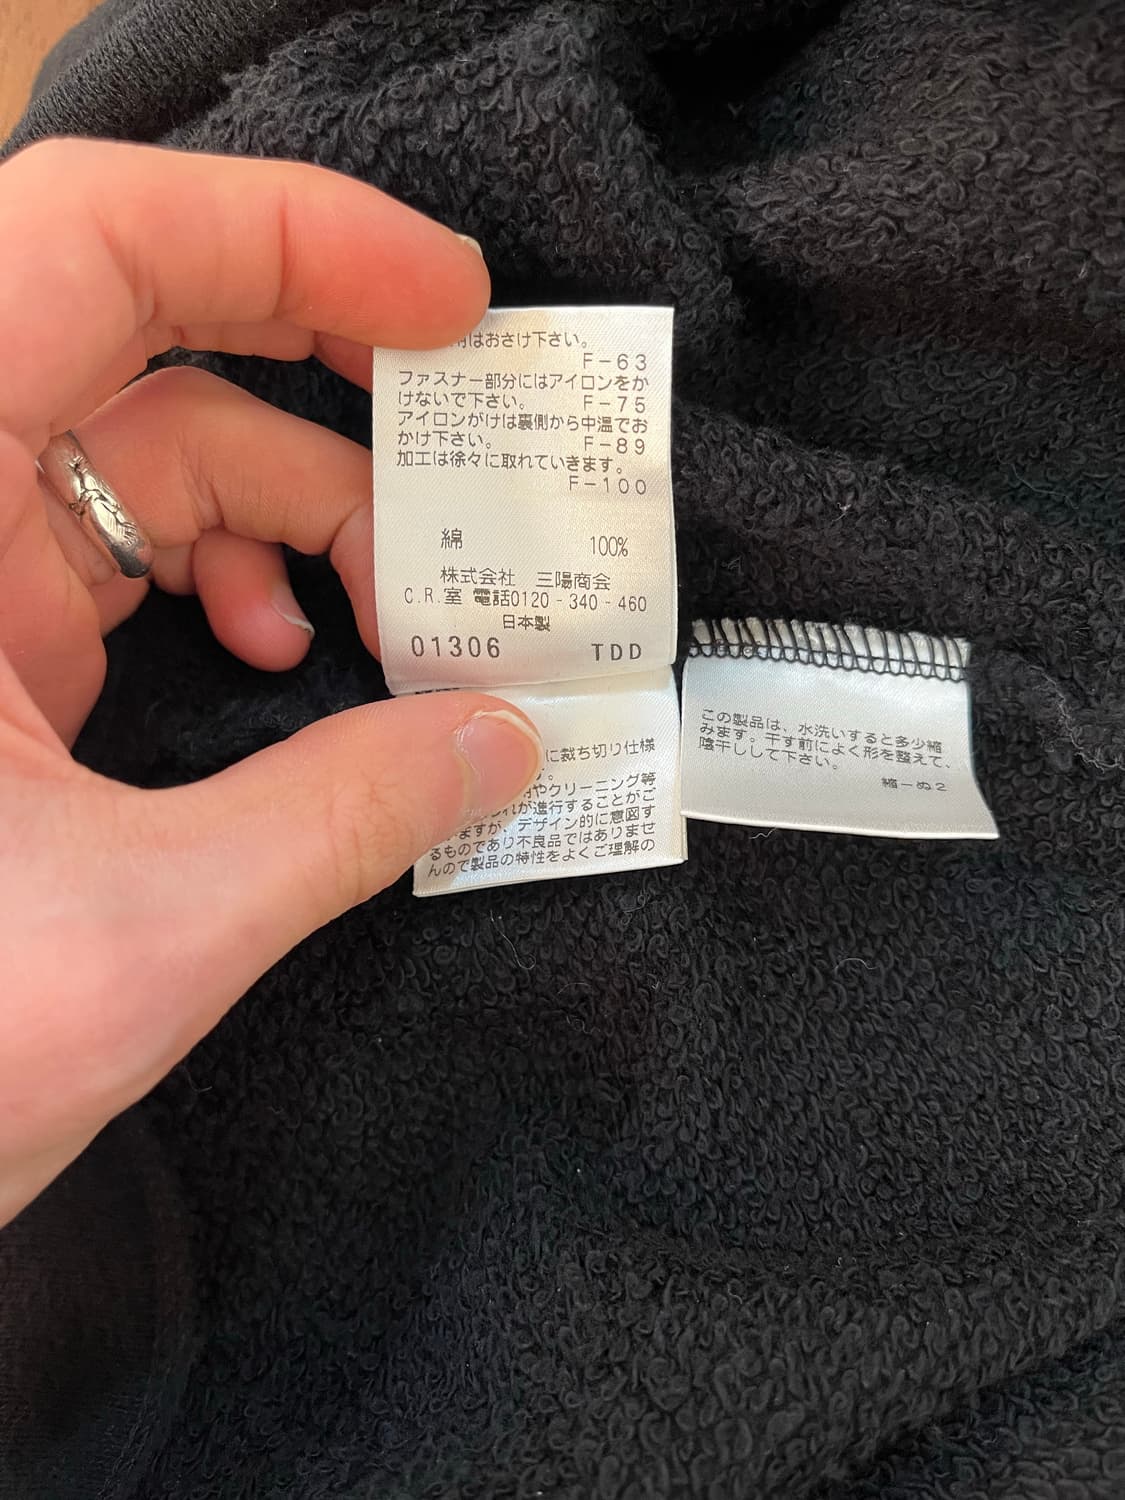 はおさけ下さい。
F-63
ファスナー部分にはアイロンをか
けないで下さい。 F-75
アイロンがけは裏側から中温でお
かけ下さい。 F-89
加工は徐々に取れていきます。
F-100
綿 100%
株式会社 三陽商会
C.R.室 電話0120-340-460
日本製
01306 TDD
に裁ち切り仕様
。
やクリーニング等
が進行することがご
ますが、デザイン的に意図す
るものであり不良品ではありませ
んので製品の特性をよくご理解の
この製品は、水洗いすると多少縮
みます。干す前によく形を整えて、
陰干しして下さい。
縮-ぬ2